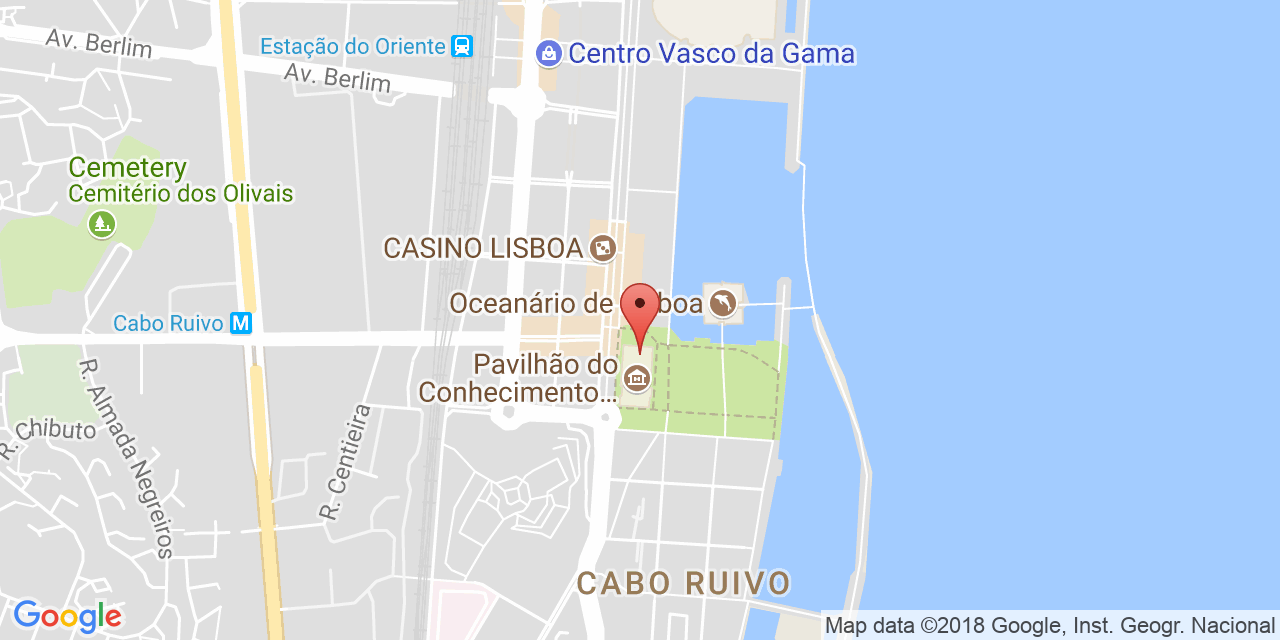 Av. Berlim
Estação do Oriente
Centro Vasco da Gama
Av. Berlim
Cemetery
Cemitério dos Olivais
CASINO LISBOA
Oceanário de boa
Cabo Ruivo M
Pavilhão do
Conhecimento...
R. Almada Negreiros
R. Chibuto
R. Centieira
CABO RUIVO
Google
Map data ©2018 Google, Inst. Geogr. Nacional